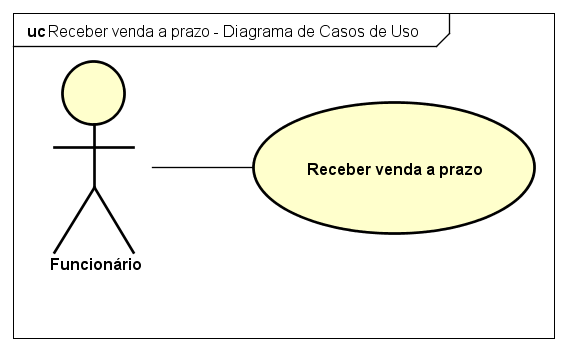 uc Receber venda a prazo - Diagrama de Casos de Uso
Receber venda a prazo
Funcionário